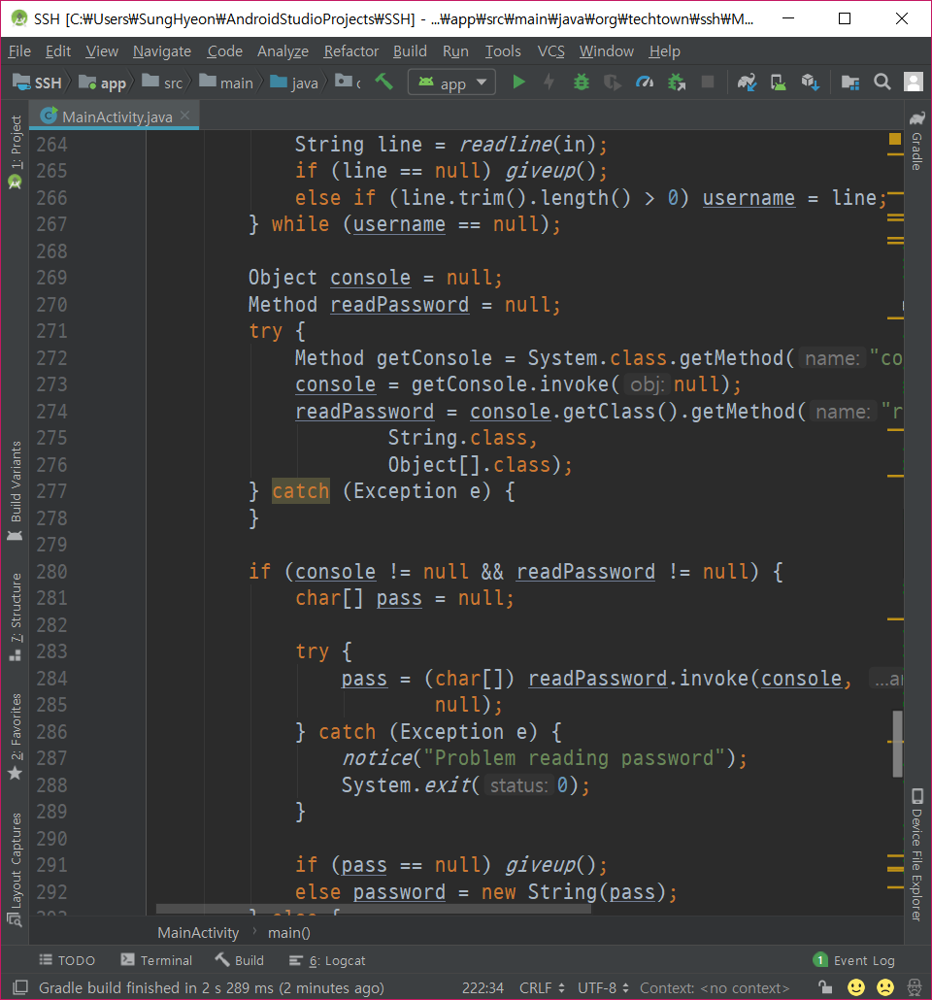 SSH [C:₩Users₩SungHyeon₩AndroidStudioProjects₩SSH] - ...₩app₩src₩main₩java₩org₩techtown₩ssh₩M...
File Edit View Navigate Code Analyze Refactor Build Run Tools VCS Window Help
SSH app src main java c app
MainActivity.java
1: Project
Build Variants
7: Structure
2: Favorites
Layout Captures
264 String line = readline(in);
265 if (line == null) giveup();
266 else if (line.trim().length() > 0) username = line;
267 } while (username == null);
268
269 Object console = null;
270 Method readPassword = null;
271 try {
272 Method getConsole = System.class.getMethod( name: "co
273 console = getConsole.invoke( obj: null);
274 readPassword = console.getClass().getMethod( name: "r
275 String.class,
276 Object[].class);
277 } catch (Exception e) {
278 }
279
280 if (console != null && readPassword != null) {
281 char[] pass = null;
282
283 try {
284 pass = (char[]) readPassword.invoke(console, ...ar
285 null);
286 } catch (Exception e) {
287 notice("Problem reading password");
288 System.exit( status: 0);
289 }
290
291 if (pass == null) giveup();
292 else password = new String(pass);
293 } else {
Gradle
Device File Explorer
MainActivity main()
TODO Terminal Build 6: Logcat 1 Event Log
Gradle build finished in 2 s 289 ms (2 minutes ago) 222:34 CRLF UTF-8 Context: <no context>